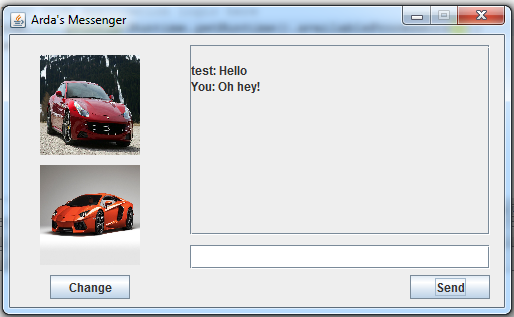 Arda's Messenger
test: Hello
You: Oh hey!
Change
Send